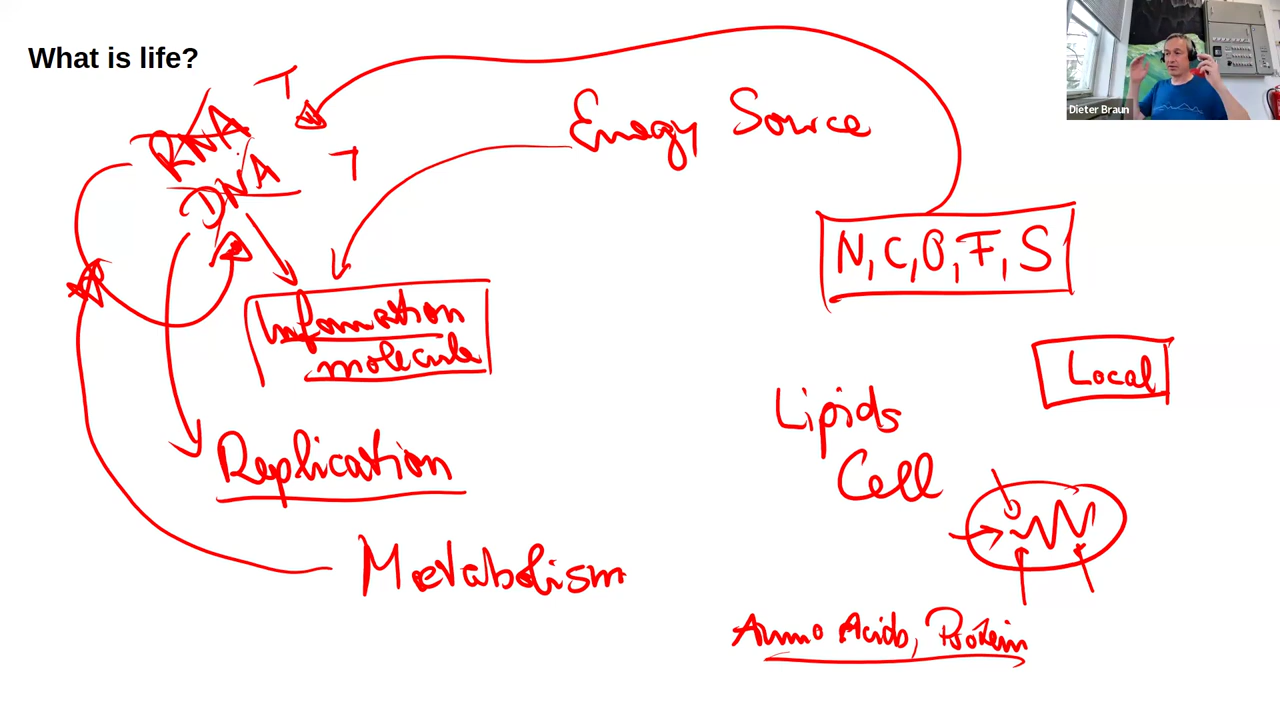 What is life?
T
RNA
T
DNA
Energy Source
Dieter Braun
N, C, O, F, S
Information
molecule
Local
Lipids
Cell
Replication
Metabolism
Amino Acids, Protein